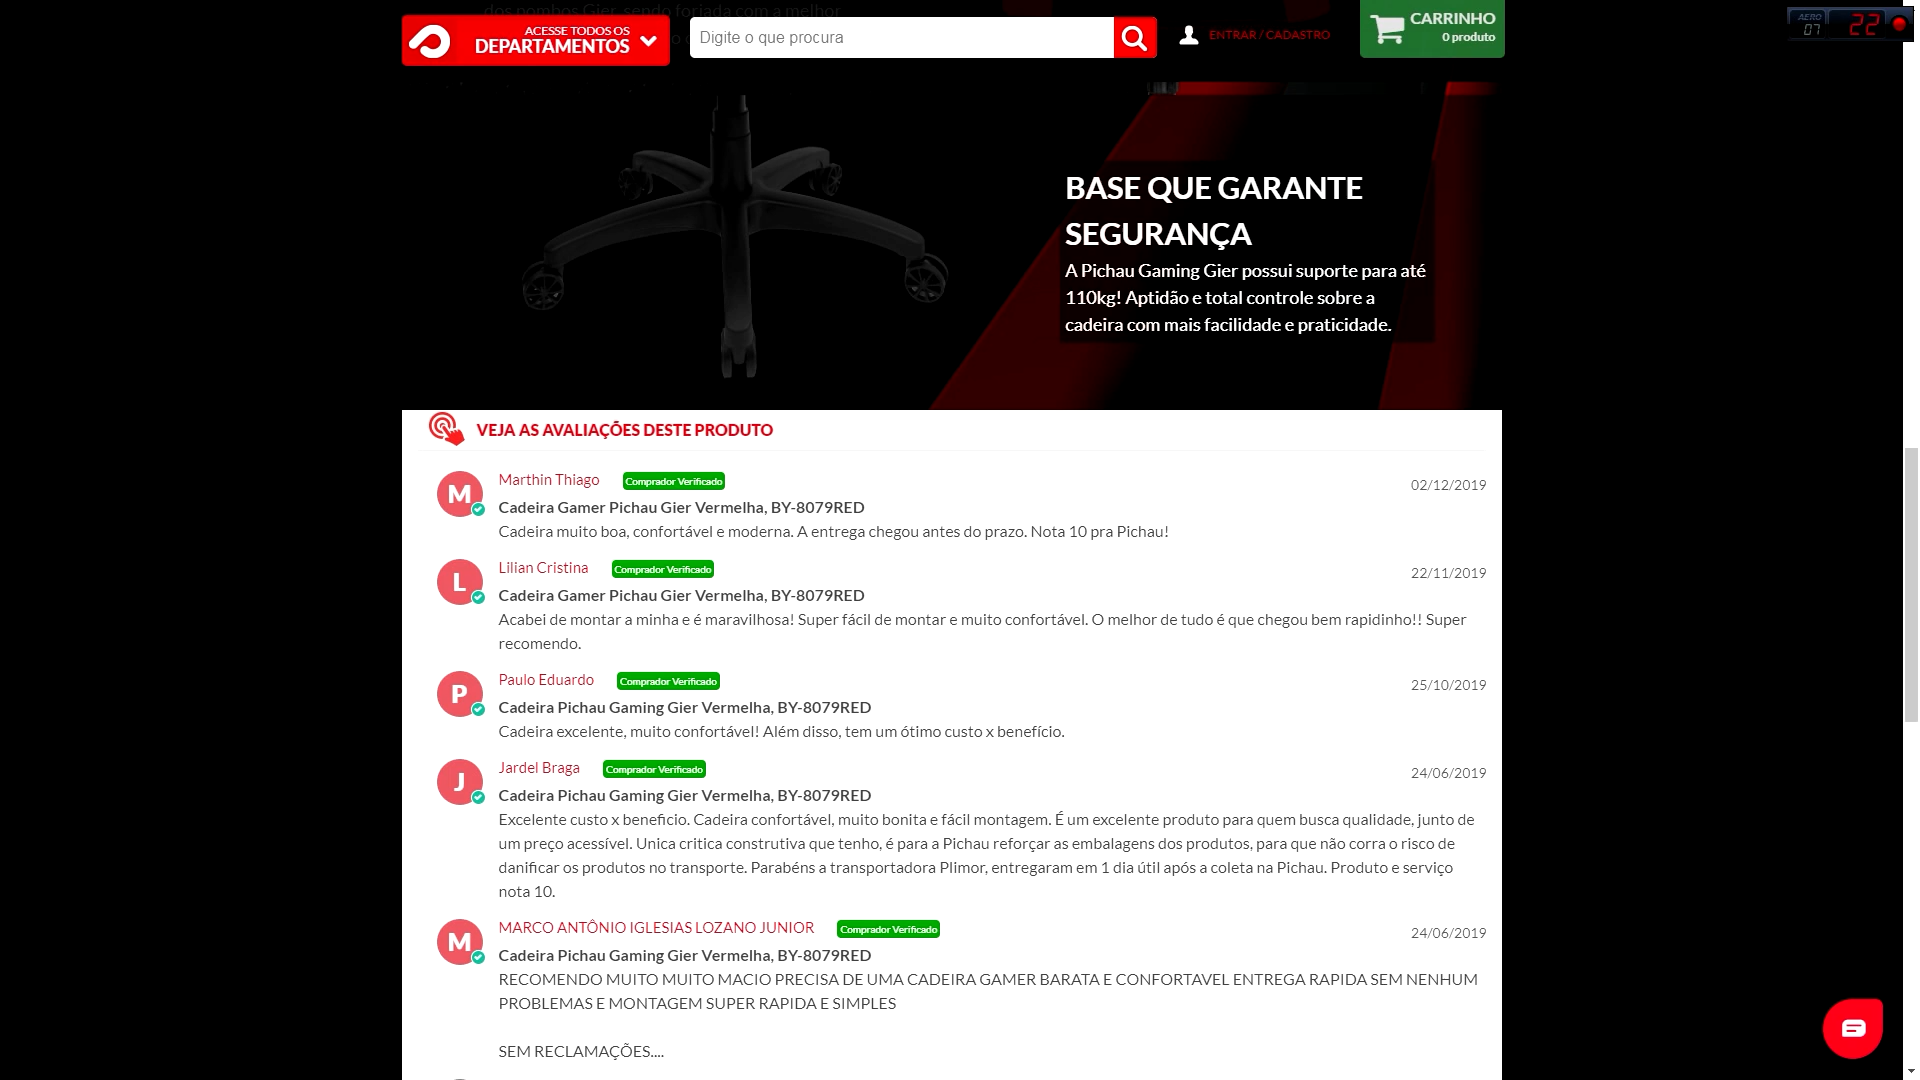 dos pombos Gier, sendo forjada com a melhor
ACESSE TODOS OS
DEPARTAMENTOS
Digite o que procura
ENTRAR / CADASTRO
CARRINHO
0 produto
AERO
07
22
BASE QUE GARANTE
SEGURANÇA
A Pichau Gaming Gier possui suporte para até
110kg! Aptidão e total controle sobre a
cadeira com mais facilidade e praticidade.
VEJA AS AVALIAÇÕES DESTE PRODUTO
M
Marthin Thiago Comprador Verificado 02/12/2019
Cadeira Gamer Pichau Gier Vermelha, BY-8079RED
Cadeira muito boa, confortável e moderna. A entrega chegou antes do prazo. Nota 10 pra Pichau!
L
Lilian Cristina Comprador Verificado 22/11/2019
Cadeira Gamer Pichau Gier Vermelha, BY-8079RED
Acabei de montar a minha e é maravilhosa! Super fácil de montar e muito confortável. O melhor de tudo é que chegou bem rapidinho!! Super
recomendo.
P
Paulo Eduardo Comprador Verificado 25/10/2019
Cadeira Pichau Gaming Gier Vermelha, BY-8079RED
Cadeira excelente, muito confortável! Além disso, tem um ótimo custo x benefício.
J
Jardel Braga Comprador Verificado 24/06/2019
Cadeira Pichau Gaming Gier Vermelha, BY-8079RED
Excelente custo x beneficio. Cadeira confortável, muito bonita e fácil montagem. É um excelente produto para quem busca qualidade, junto de
um preço acessível. Unica critica construtiva que tenho, é para a Pichau reforçar as embalagens dos produtos, para que não corra o risco de
danificar os produtos no transporte. Parabéns a transportadora Plimor, entregaram em 1 dia útil após a coleta na Pichau. Produto e serviço
nota 10.
M
MARCO ANTÔNIO IGLESIAS LOZANO JUNIOR Comprador Verificado 24/06/2019
Cadeira Pichau Gaming Gier Vermelha, BY-8079RED
RECOMENDO MUITO MUITO MACIO PRECISA DE UMA CADEIRA GAMER BARATA E CONFORTAVEL ENTREGA RAPIDA SEM NENHUM
PROBLEMAS E MONTAGEM SUPER RAPIDA E SIMPLES
SEM RECLAMAÇÕES....